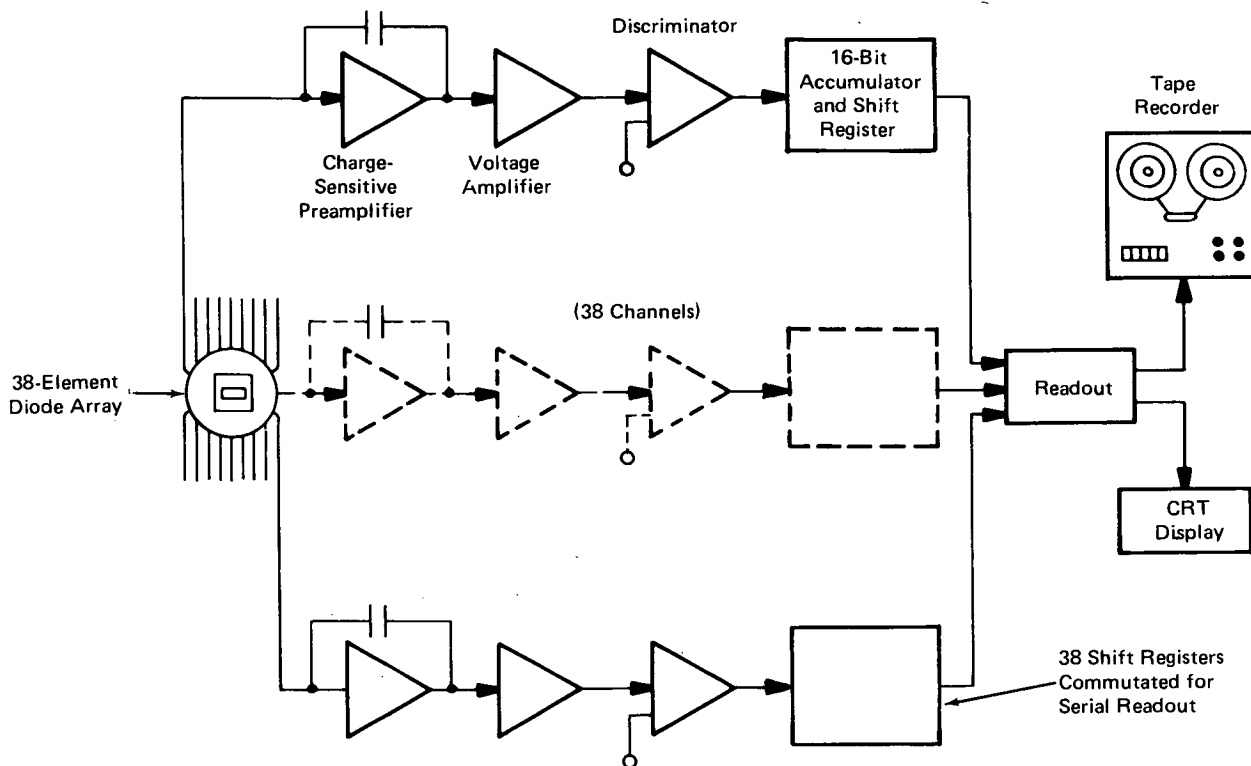 Discriminator
16-Bit
Accumulator
and Shift
Register
Tape
Recorder
Charge-
Sensitive
Preamplifier
Voltage
Amplifier
(38 Channels)
38-Element
Diode Array
Readout
CRT
Display
38 Shift Registers
Commutated for
Serial Readout